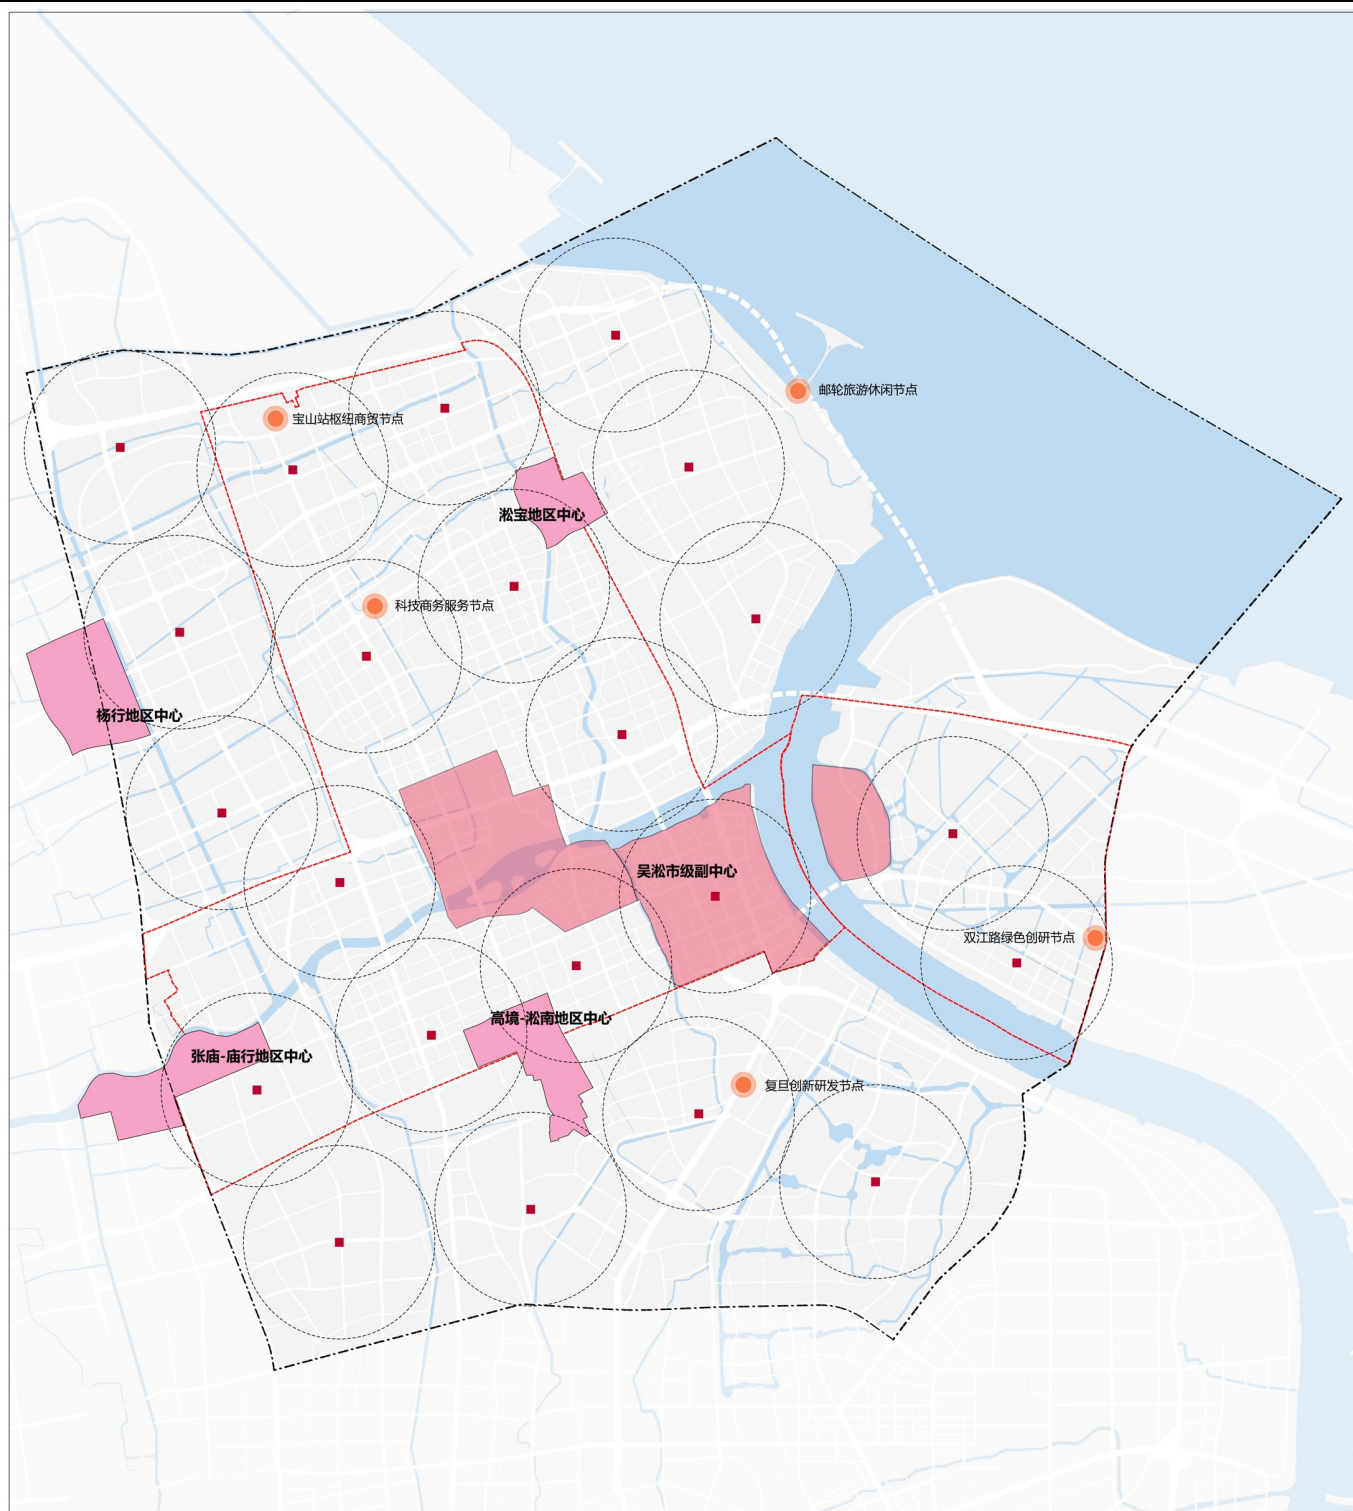 邮轮旅游休闲节点
宝山站枢纽商贸节点
淞宝地区中心
科技商务服务节点
杨行地区中心
吴淞市级副中心
双江路绿色创研节点
高境-淞南地区中心
张庙-庙行地区中心
复旦创新研发节点